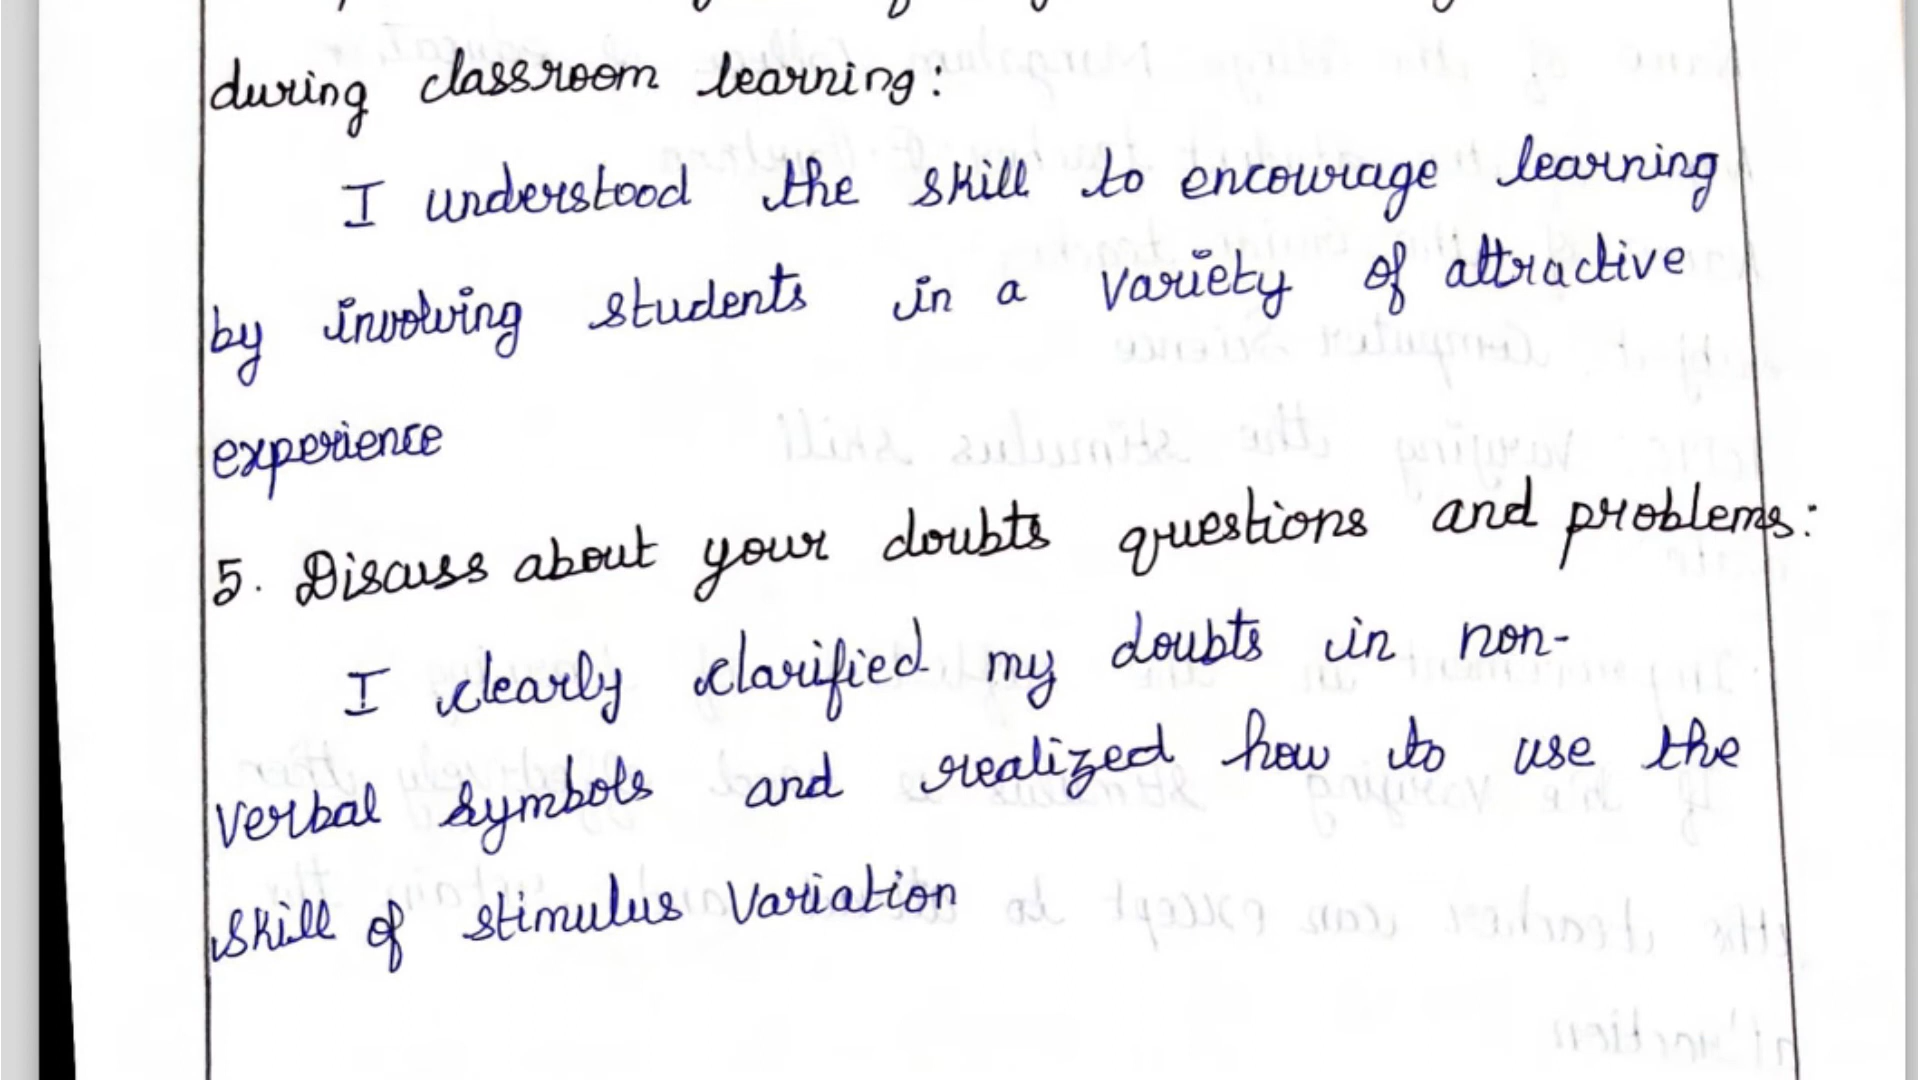 during classroom learning:
I understood the skill to encourage learning
by involving students in a variety of attractive
experience
5. Discuss about your doubts questions and problems:
I clearly clarified my doubts in non-
verbal symbols and realized how to use the
skill of stimulus variation